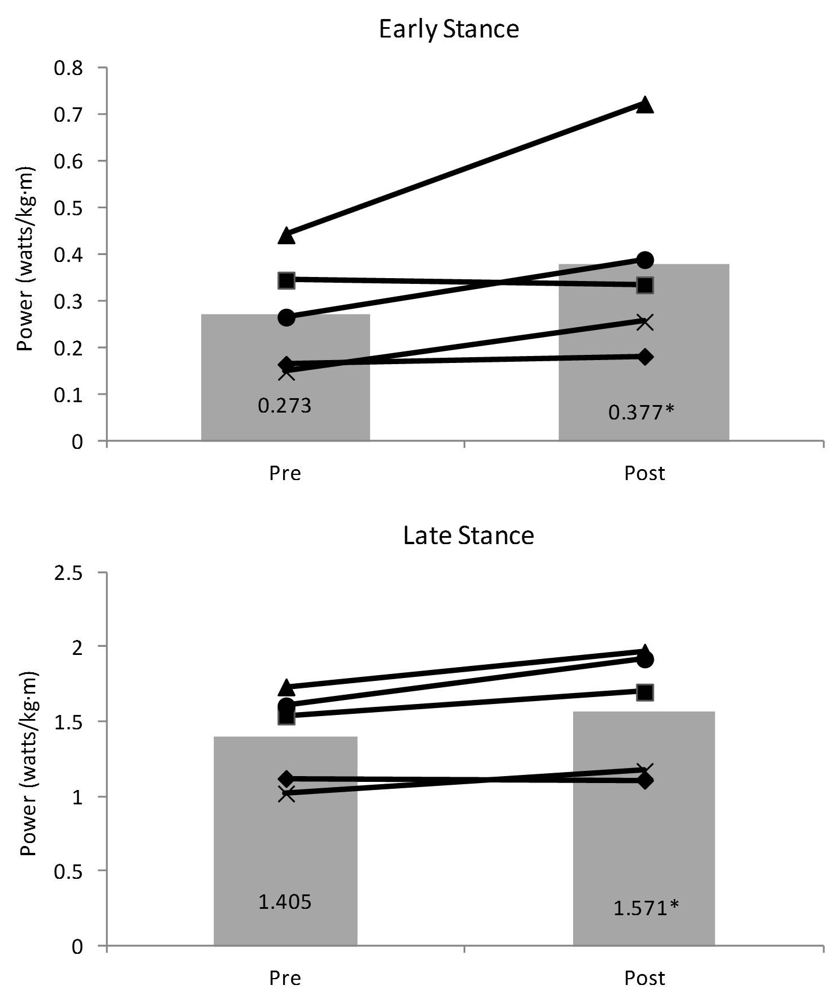 Early Stance
0.8
0.7
0.6
0.5
0.4
0.3
0.2
0.1
0
Power (watts/kg·m)
0.273
0.377*
Pre
Post
Late Stance
2.5
2
1.5
1
0.5
0
Power (watts/kg·m)
1.405
1.571*
Pre
Post